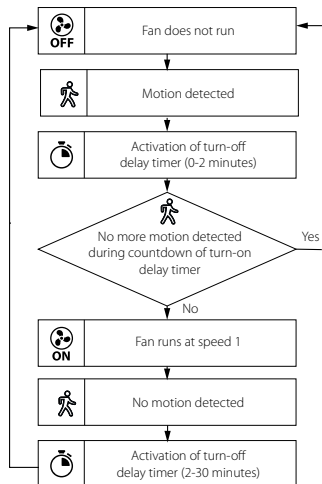 OFF
Fan does not run
Motion detected
Activation of turn-off
delay timer (0-2 minutes)
No more motion detected
during countdown of turn-on
delay timer
Yes
No
ON
Fan runs at speed 1
No motion detected
Activation of turn-off
delay timer (2-30 minutes)